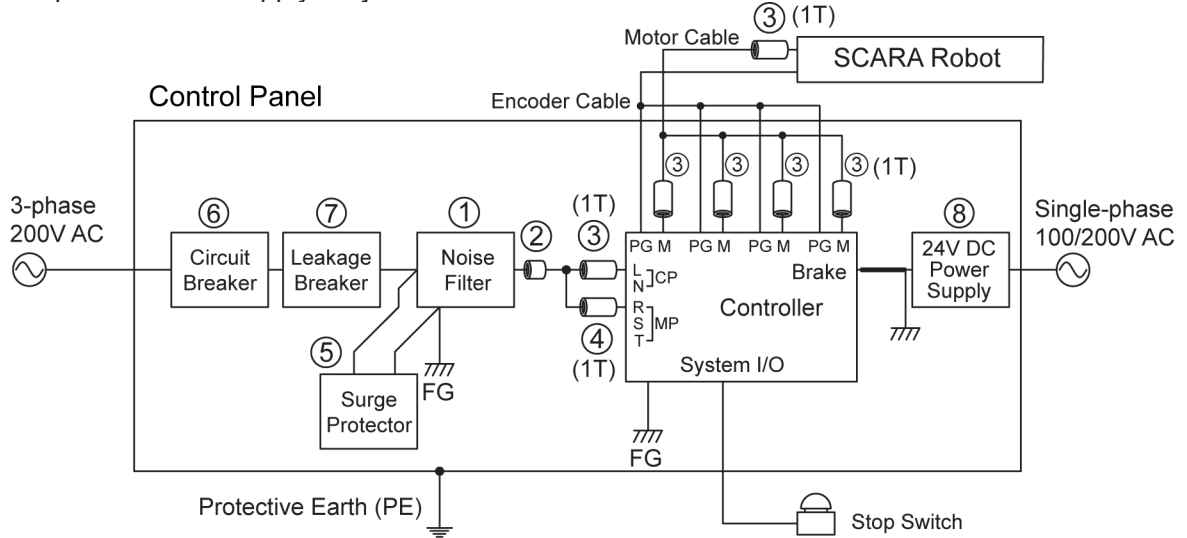 ③ (1T)
Motor Cable
SCARA Robot
Control Panel
Encoder Cable
③ ③ ③ ③ (1T)
3-phase
200V AC
⑥ ⑦ ① ② (1T)
③
⑧
Single-phase
100/200V AC
Circuit
Breaker
Leakage
Breaker
Noise
Filter
PG M PG M PG M PG M
L
N
CP
Brake
24V DC
Power
Supply
R
S
T
MP
Controller
④
(1T)
System I/O
⑤
FG
Surge
Protector
FG
Protective Earth (PE)
Stop Switch